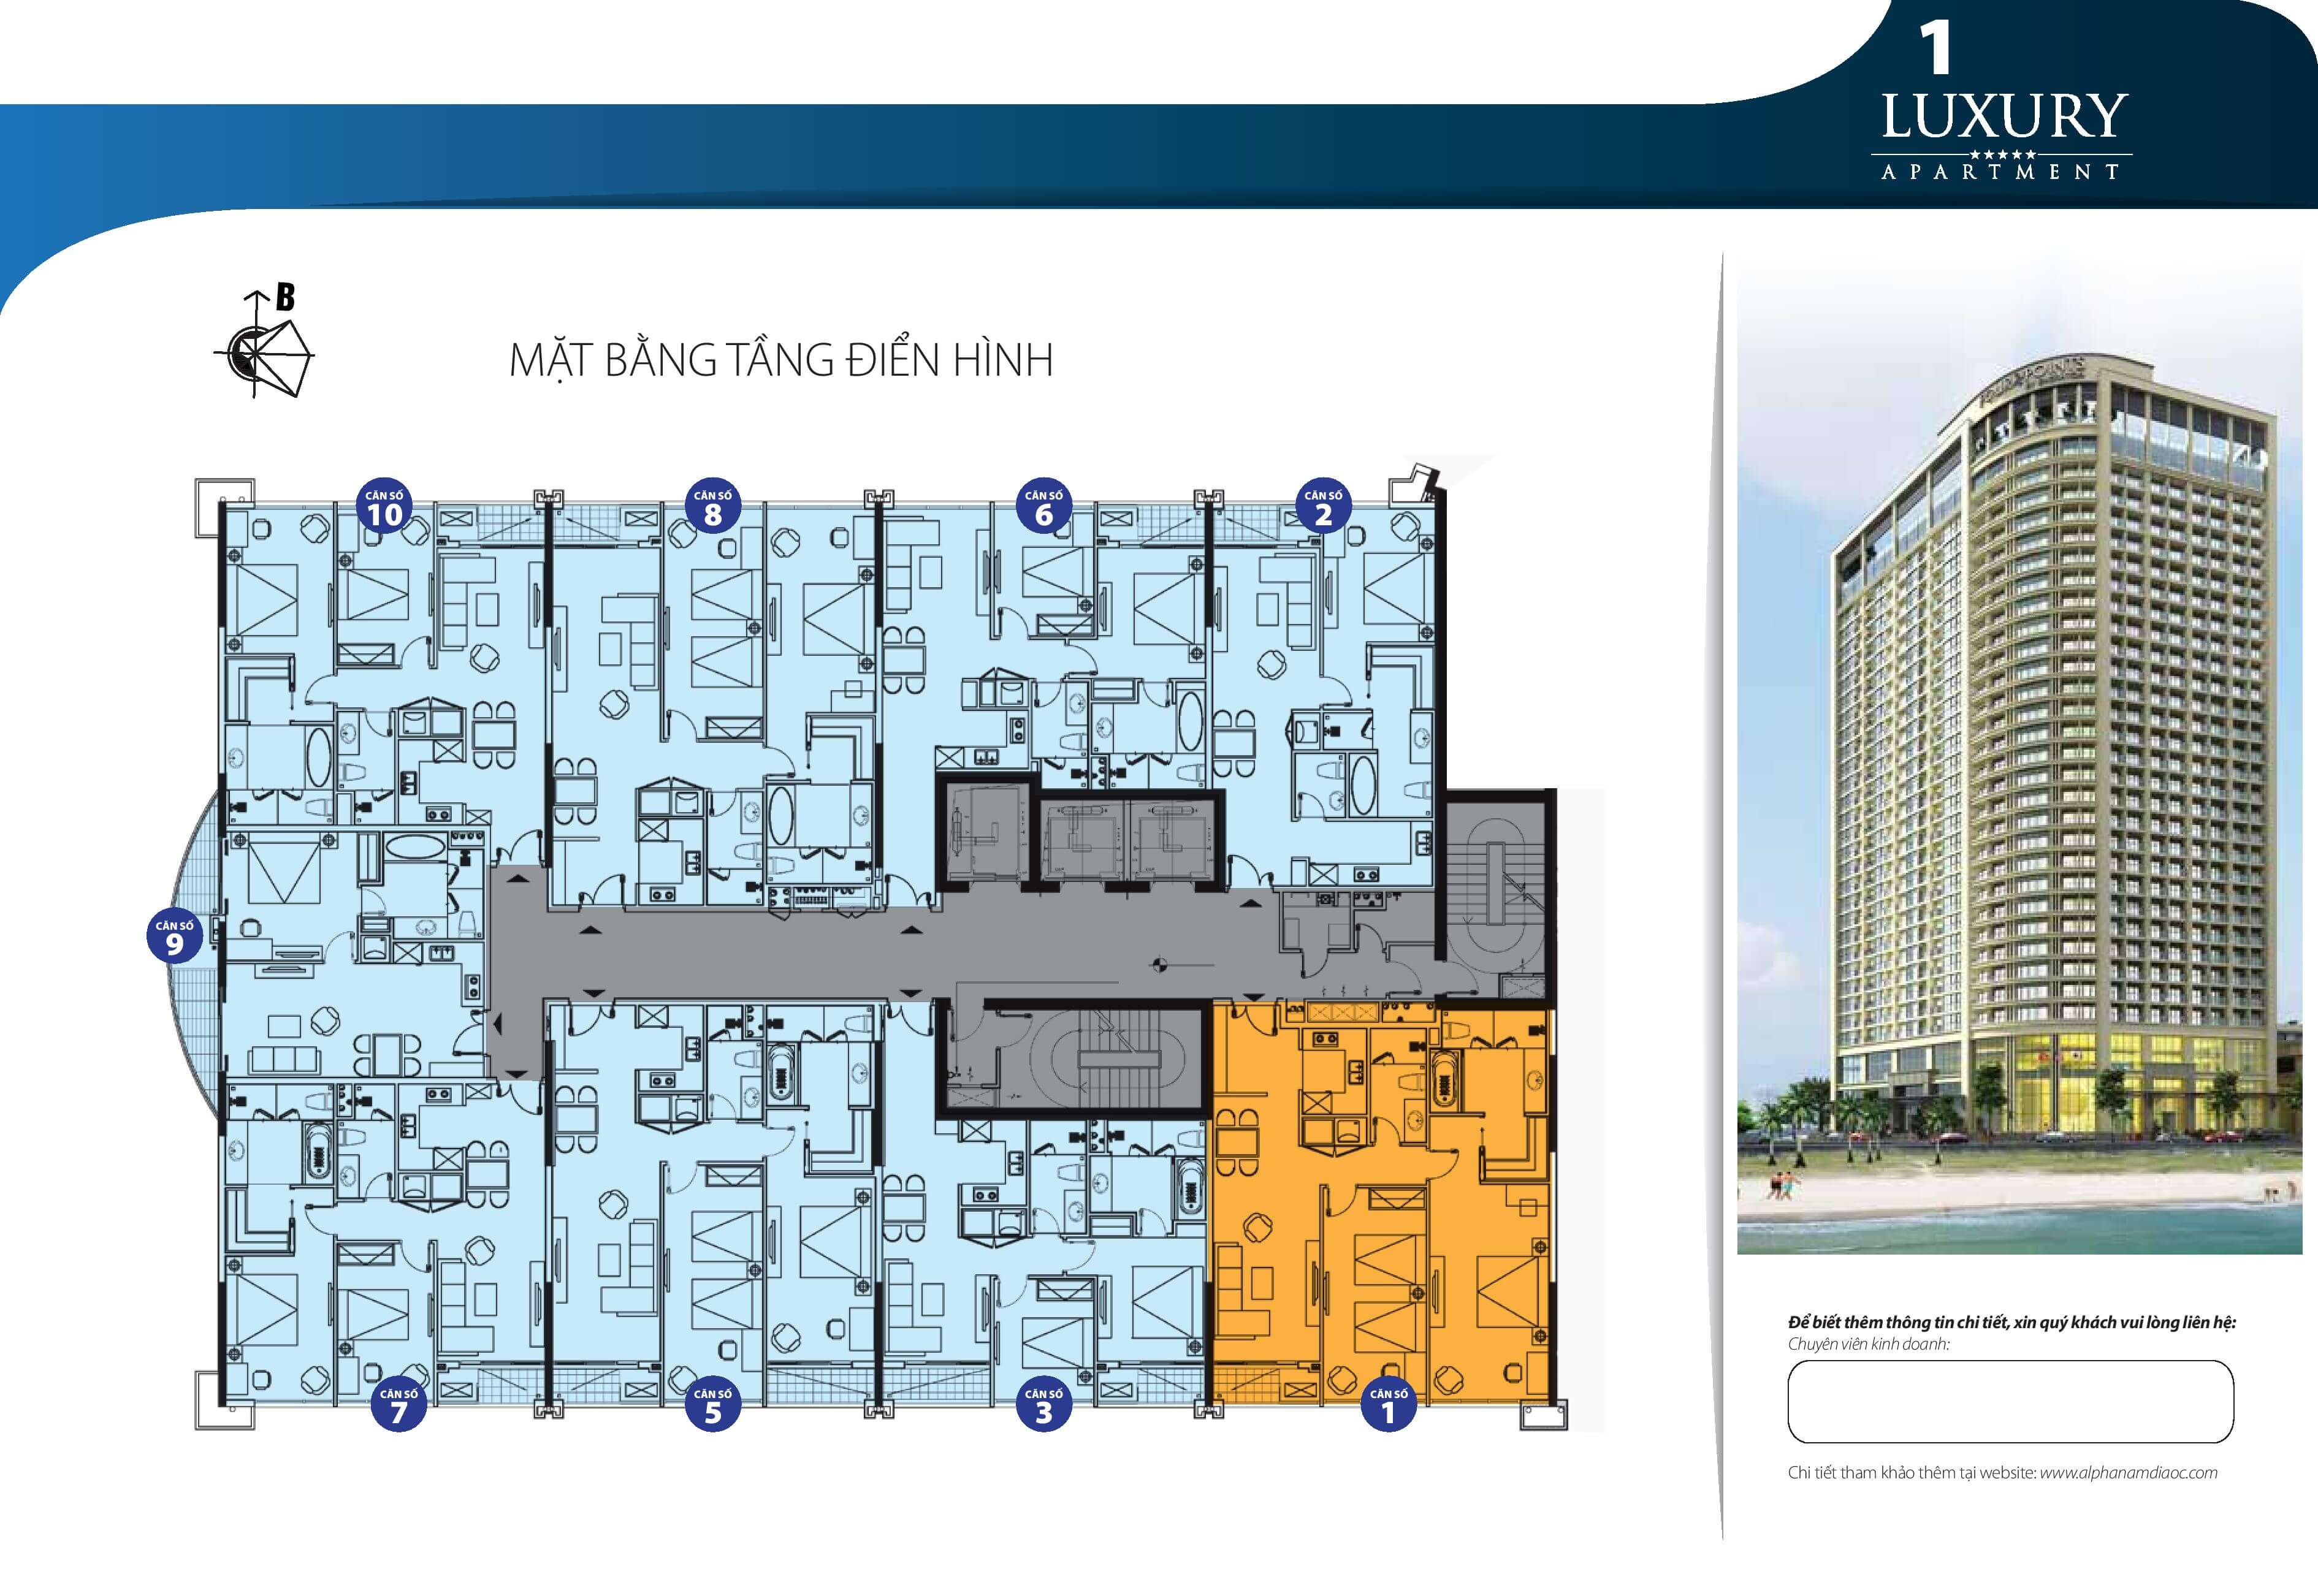 1
LUXURY
APARTMENT
B
MẶT BẰNG TẦNG ĐIỂN HÌNH
FOUR POINTS
CĂN SỐ
10
CĂN SỐ
8
CĂN SỐ
6
CĂN SỐ
2
CĂN SỐ
9
CĂN SỐ
7
CĂN SỐ
5
CĂN SỐ
3
CĂN SỐ
1
Để biết thêm thông tin chi tiết, xin quý khách vui lòng liên hệ:
Chuyên viên kinh doanh:
Chi tiết tham khảo thêm tại website: www.alphanamdiaoc.com